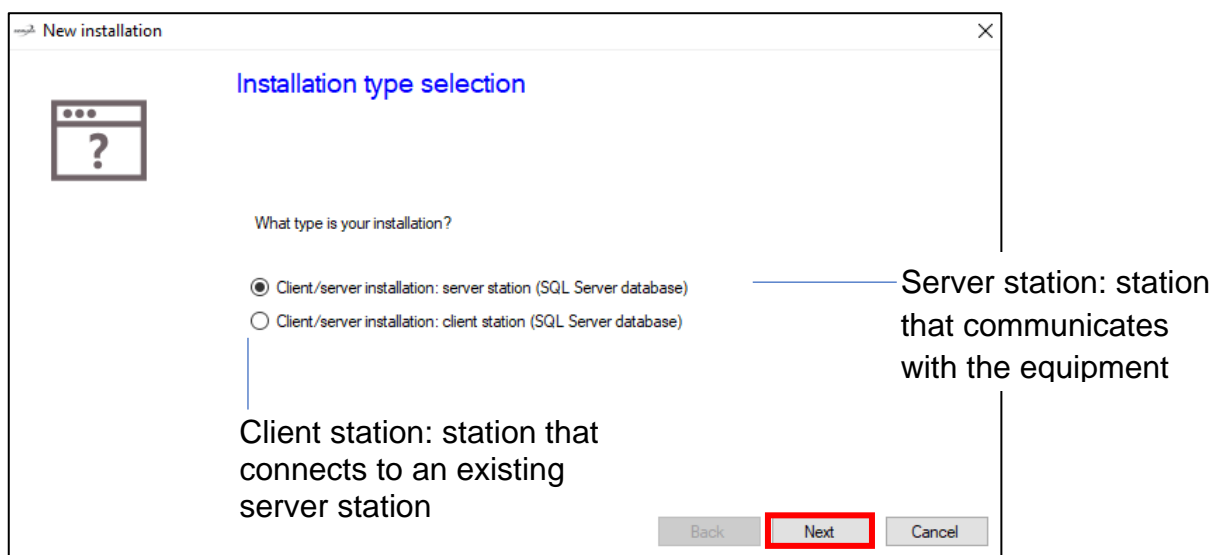 New installation
Installation type selection
?
What type is your installation?
Client/server installation: server station (SQL Server database)
Client/server installation: client station (SQL Server database)
Server station: station
that communicates
with the equipment
Client station: station that
connects to an existing
server station
Back Next Cancel